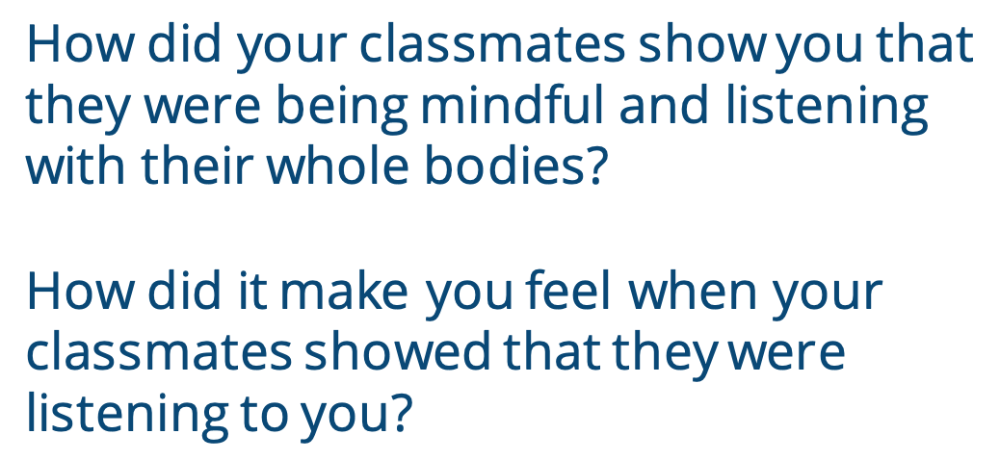 How did your classmates show you that
they were being mindful and listening
with their whole bodies?
How did it make you feel when your
classmates showed that they were
listening to you?